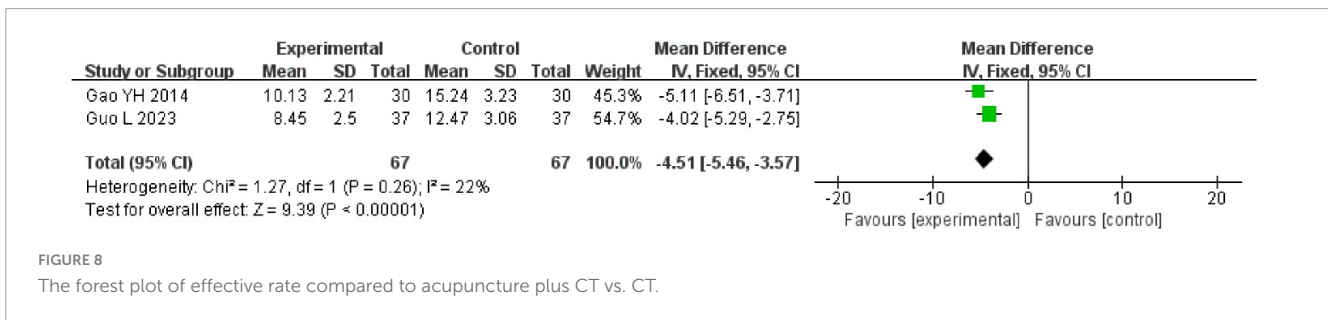 Experimental Control Mean Difference Mean Difference
Study or Subgroup Mean SD Total Mean SD Total Weight IV, Fixed, 95% CI IV, Fixed, 95% CI
Gao YH 2014 10.13 2.21 30 15.24 3.23 30 45.3% -5.11 [-6.51, -3.71]
Guo L 2023 8.45 2.5 37 12.47 3.06 37 54.7% -4.02 [-5.29, -2.75]
Total (95% CI) 67 67 100.0% -4.51 [-5.46, -3.57]
Heterogeneity: Chi² = 1.27, df = 1 (P = 0.26); I² = 22%
Test for overall effect: Z = 9.39 (P < 0.00001)
-20 -10 0 10 20
Favours [experimental] Favours [control]
FIGURE 8
The forest plot of effective rate compared to acupuncture plus CT vs. CT.